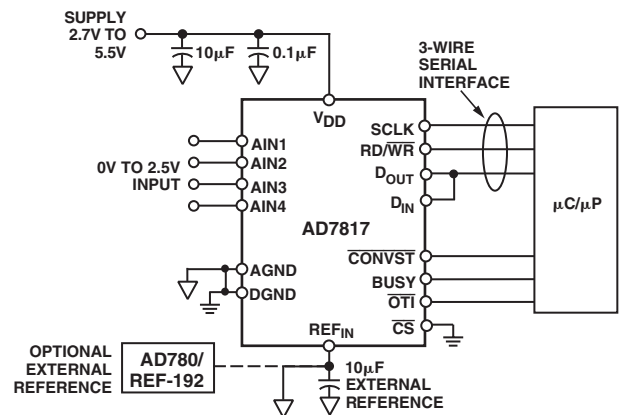 SUPPLY
2.7V TO
5.5V
10μF
0.1μF
3-WIRE
SERIAL
INTERFACE
VDD
AIN1
AIN2
AIN3
AIN4
0V TO 2.5V
INPUT
AD7817
SCLK
RD/WR
DOUT
DIN
CONVST
BUSY
OTI
CS
μC/μP
AGND
DGND
REFIN
OPTIONAL
EXTERNAL
REFERENCE
AD780/
REF-192
10μF
EXTERNAL
REFERENCE